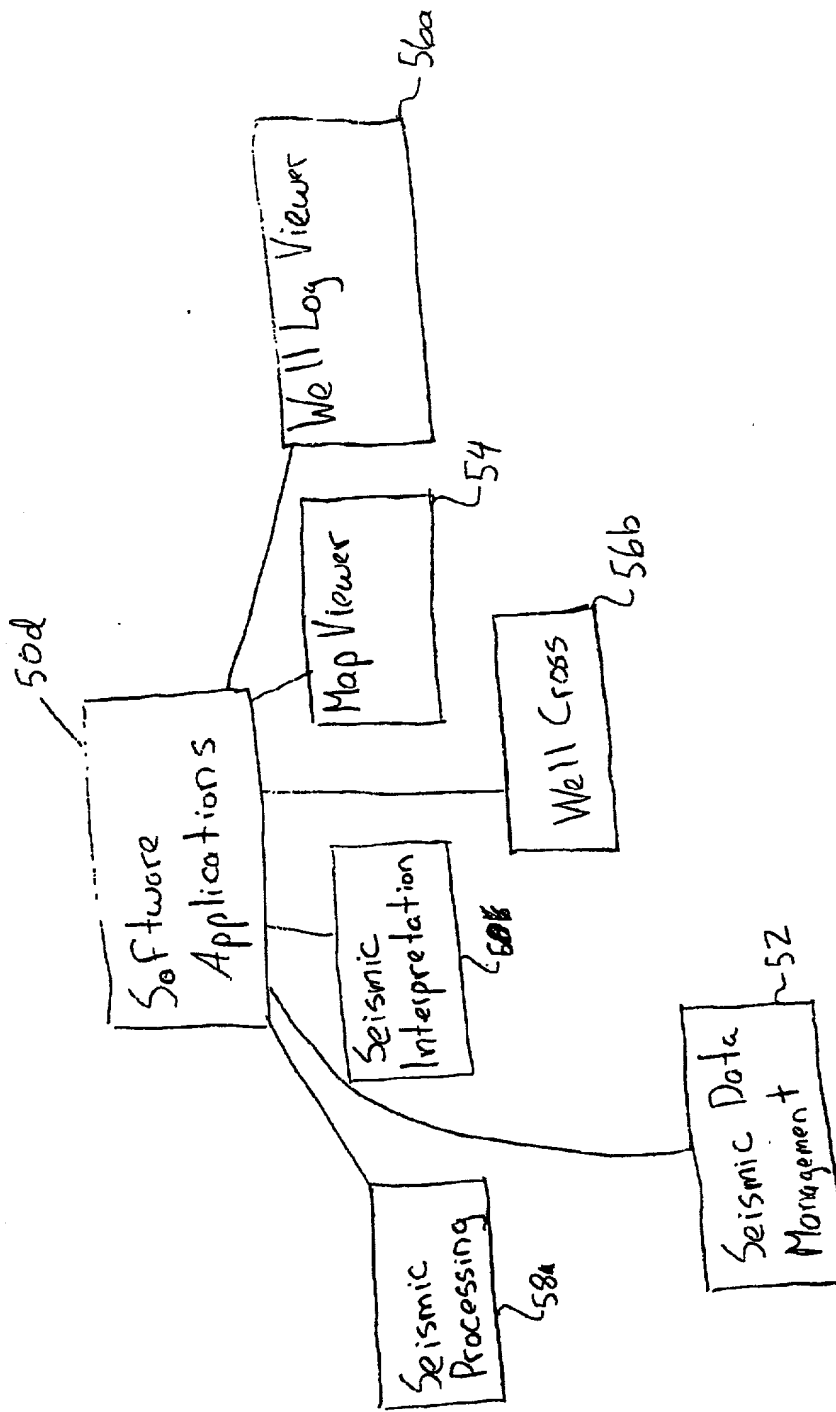 50d
Software
Applications
Well Log Viewer
56a
Map Viewer
54
Well Cross
56b
Seismic
Interpretation
Seismic
Processing
58a
Seismic Data
Management
52